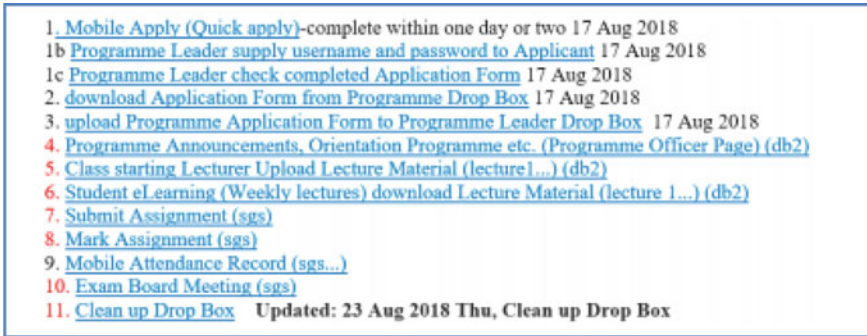 1. Mobile Apply (Quick apply)-complete within one day or two 17 Aug 2018
1b Programme Leader supply username and password to Applicant 17 Aug 2018
1c Programme Leader check completed Application Form 17 Aug 2018
2. download Application Form from Programme Drop Box 17 Aug 2018
3. upload Programme Application Form to Programme Leader Drop Box 17 Aug 2018
4. Programme Announcements, Orientation Programme etc. (Programme Officer Page) (db2)
5. Class starting Lecturer Upload Lecture Material (lecture1...) (db2)
6. Student eLearning (Weekly lectures) download Lecture Material (lecture 1...) (db2)
7. Submit Assignment (sgs)
8. Mark Assignment (sgs)
9. Mobile Attendance Record (sgs...)
10. Exam Board Meeting (sgs)
11. Clean up Drop Box Updated: 23 Aug 2018 Thu, Clean up Drop Box